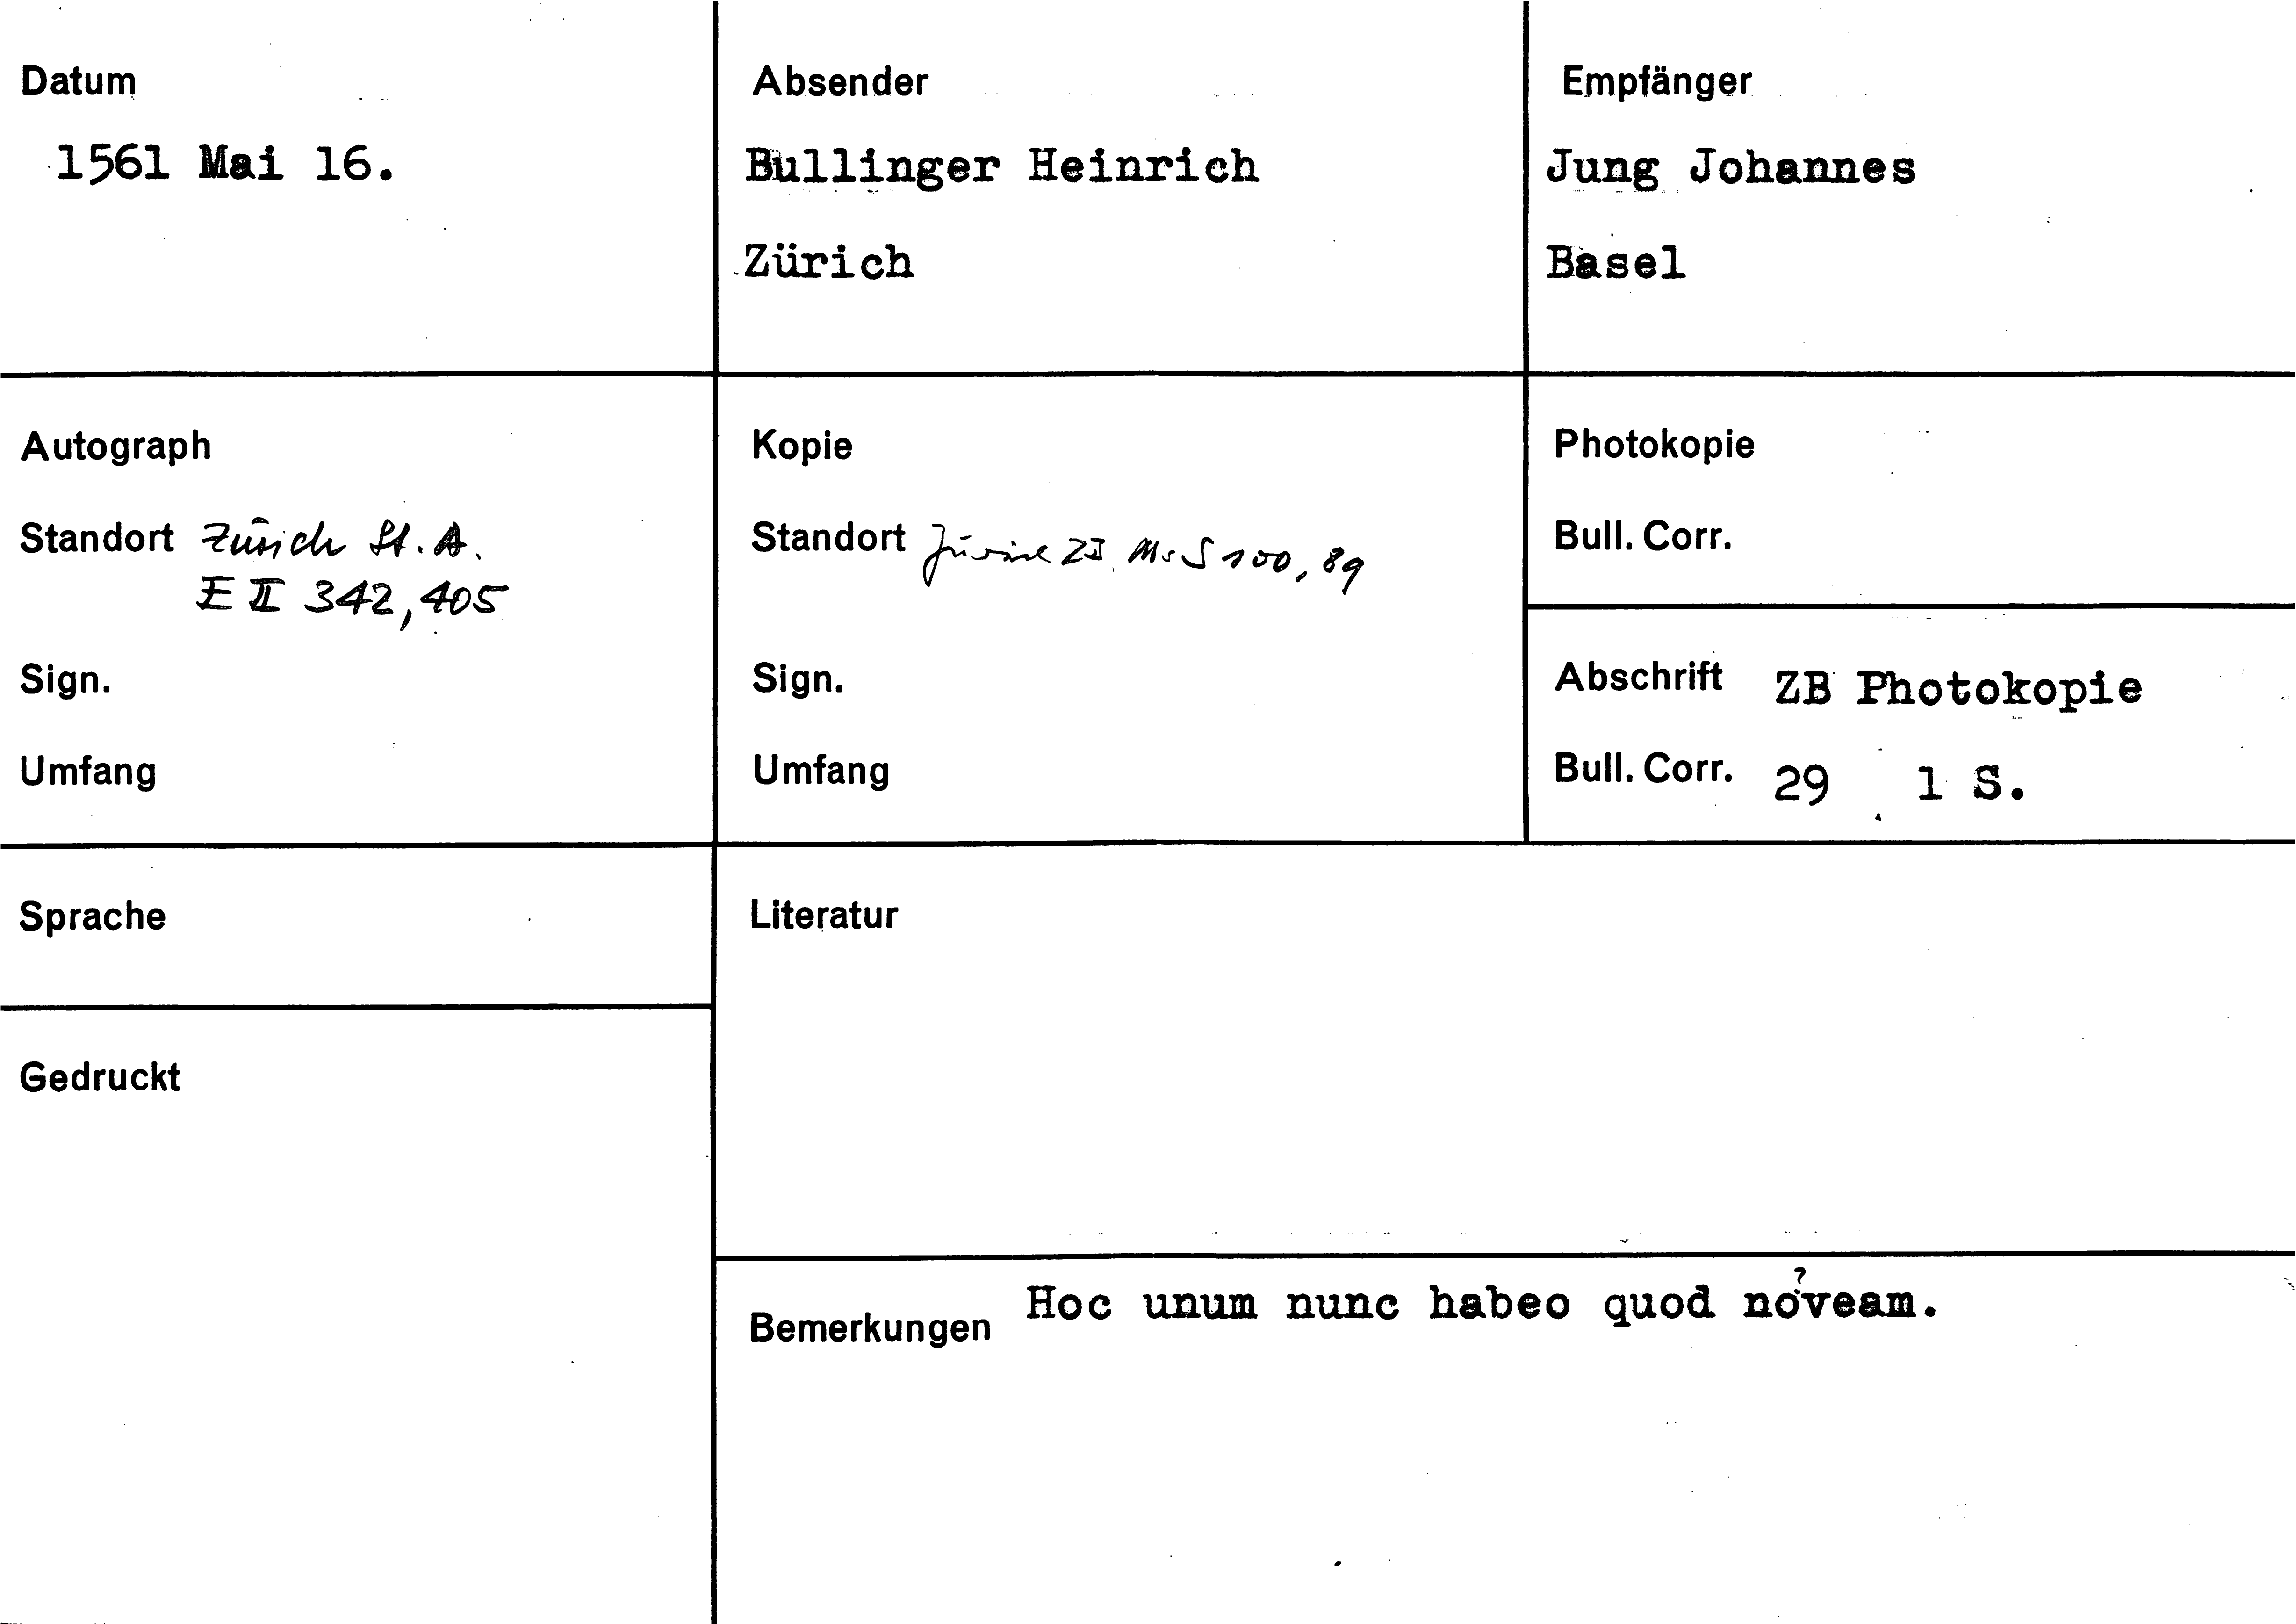 Datum
1561 Mai 16.
Absender
Bullinger Heinrich
Zürich
Empfänger
Jung Johannes
Basel
Autograph
Standort Zürich St. A.
E II 342, 405
Sign.
Umfang
Kopie
Standort Zürich ZB, Ms S 100, 89
Sign.
Umfang
Photokopie
Bull. Corr.
Abschrift ZB Photokopie
Bull. Corr. 29 1 S.
Sprache
Literatur
Gedruckt
?
Bemerkungen Hoc unum nunc habeo quod noveam.